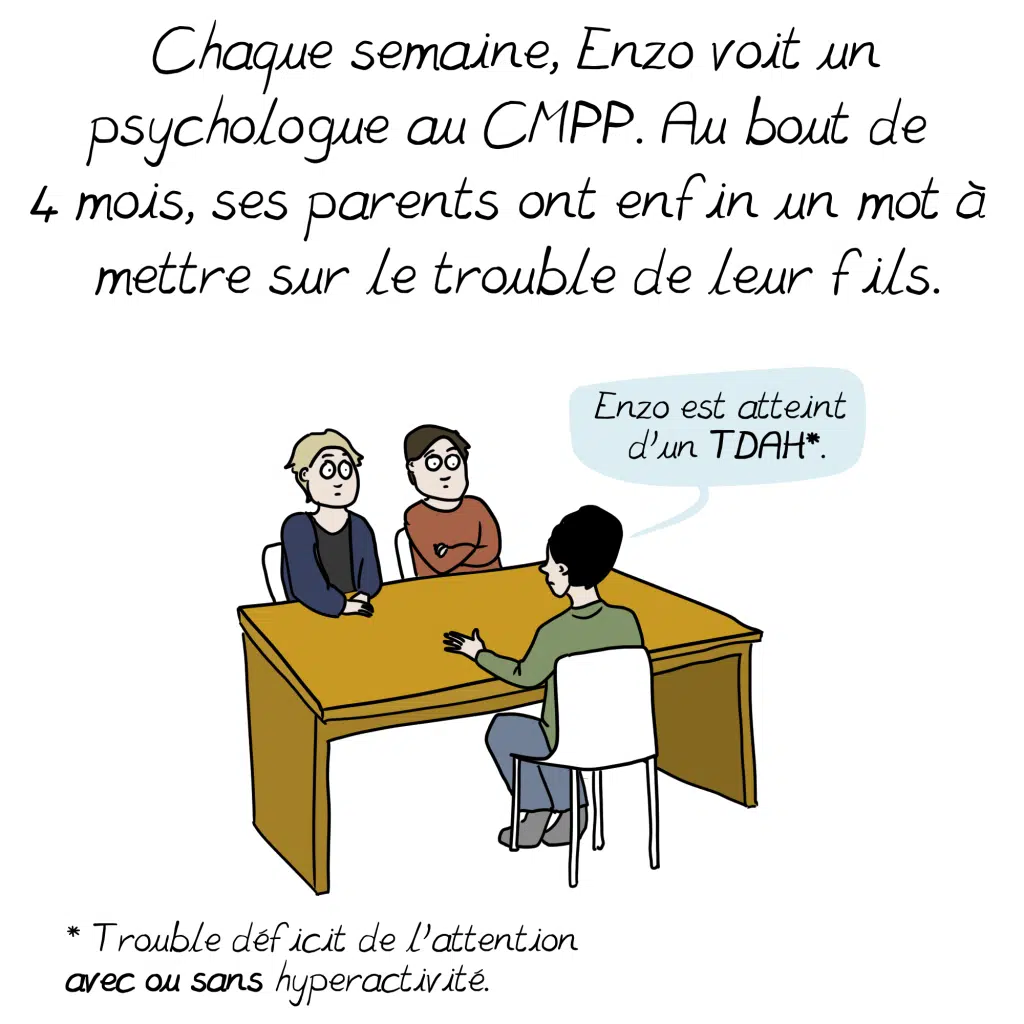 Chaque semaine, Enzo voit un
psychologue au CMPP. Au bout de
4 mois, ses parents ont enfin un mot à
mettre sur le trouble de leur fils.
Enzo est atteint
d'un TDAH*.
* Trouble déficit de l'attention
avec ou sans hyperactivité.